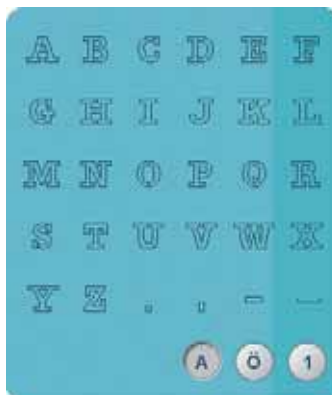 A B C D E F
G H I J K L
M N O P Q R
S T U V W X
Y Z . , - _
A Ö 1